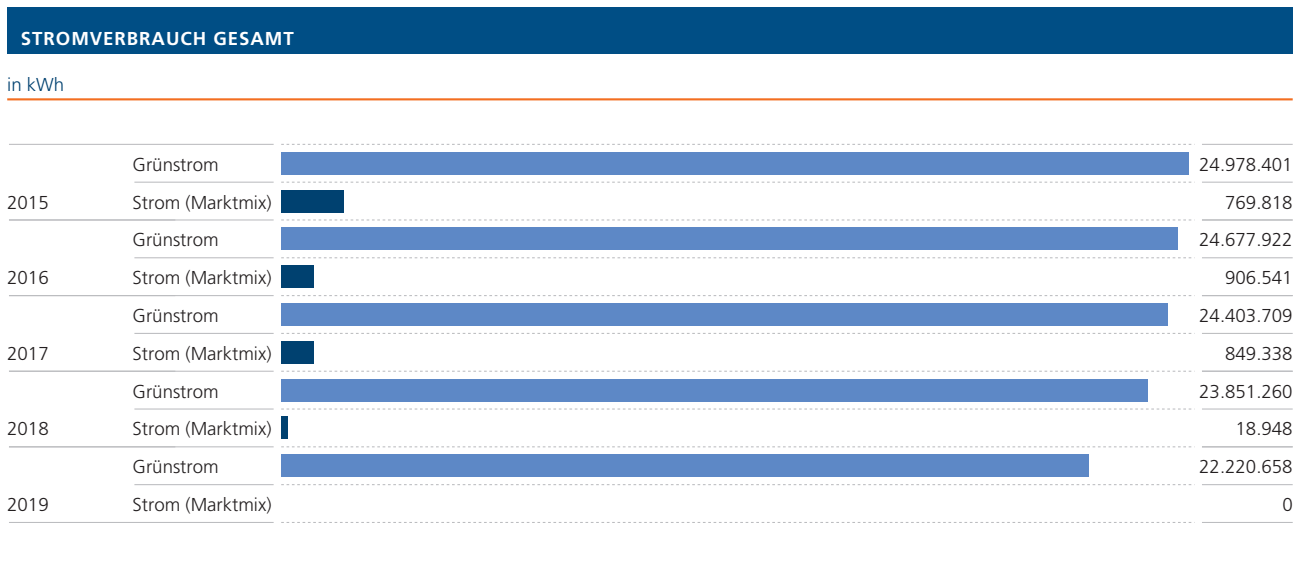 STROMVERBRAUCH GESAMT
in kWh
Grünstrom 24.978.401
2015 Strom (Marktmix) 769.818
Grünstrom 24.677.922
2016 Strom (Marktmix) 906.541
Grünstrom 24.403.709
2017 Strom (Marktmix) 849.338
Grünstrom 23.851.260
2018 Strom (Marktmix) 18.948
Grünstrom 22.220.658
2019 Strom (Marktmix) 0